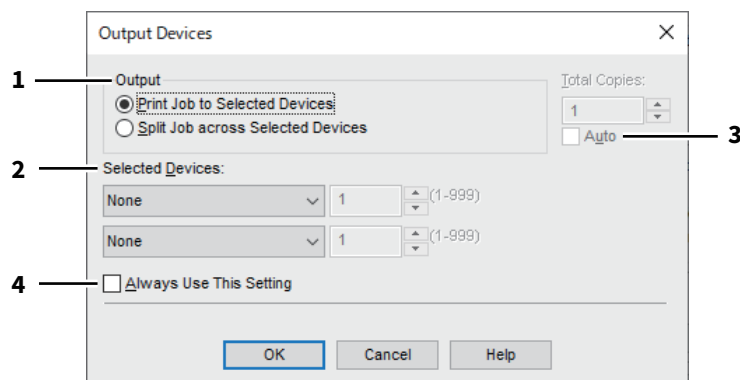 Output Devices
1
Output
Total Copies:
Print Job to Selected Devices
1
Split Job across Selected Devices
Auto
3
2
Selected Devices:
None
1
(1-999)
None
1
(1-999)
4
Always Use This Setting
OK
Cancel
Help